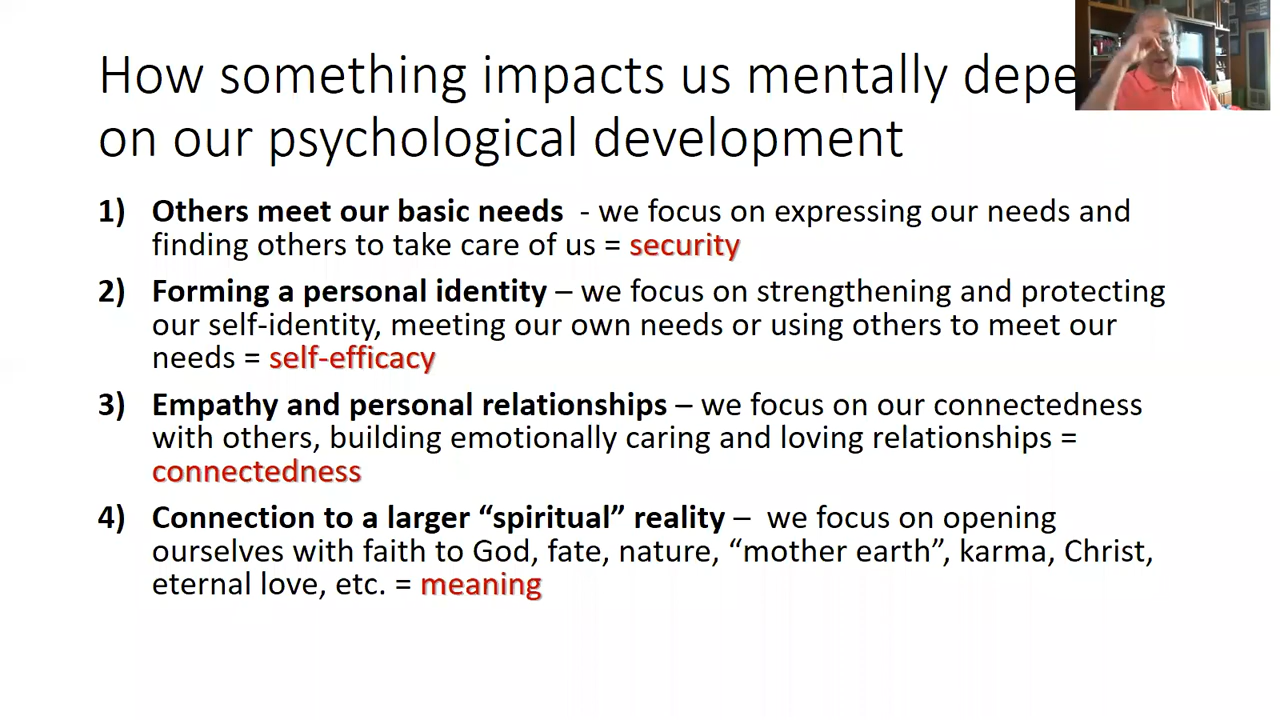 How something impacts us mentally depe
on our psychological development
1) Others meet our basic needs - we focus on expressing our needs and
finding others to take care of us = security
2) Forming a personal identity – we focus on strengthening and protecting
our self-identity, meeting our own needs or using others to meet our
needs = self-efficacy
3) Empathy and personal relationships – we focus on our connectedness
with others, building emotionally caring and loving relationships =
connectedness
4) Connection to a larger “spiritual” reality – we focus on opening
ourselves with faith to God, fate, nature, “mother earth”, karma, Christ,
eternal love, etc. = meaning